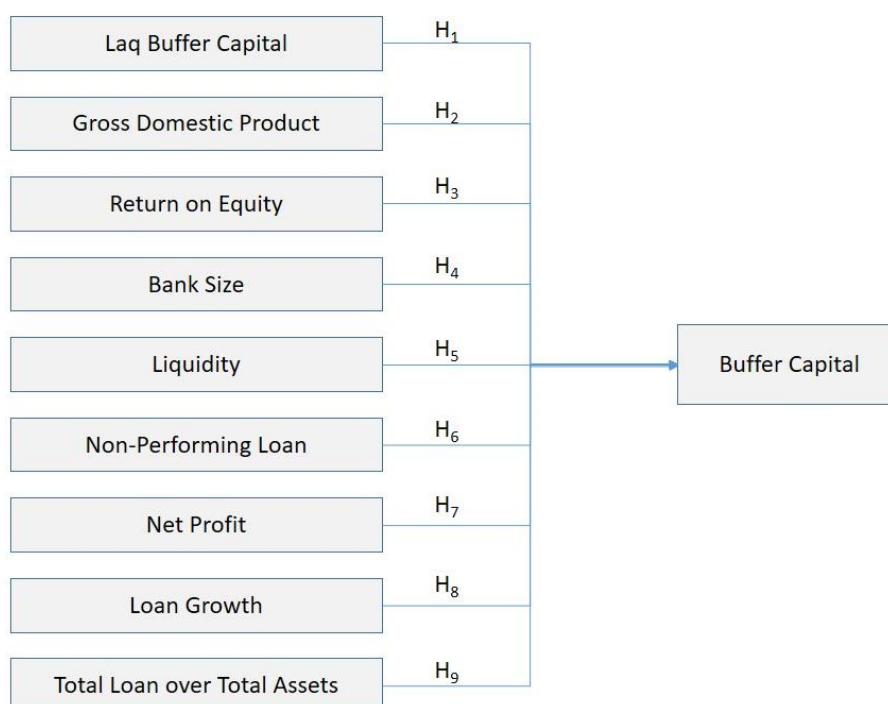 Laq Buffer Capital
H₁
Gross Domestic Product
H₂
Return on Equity
H₃
Bank Size
H₄
Liquidity
H₅
Buffer Capital
Non-Performing Loan
H₆
Net Profit
H₇
Loan Growth
H₈
Total Loan over Total Assets
H₉